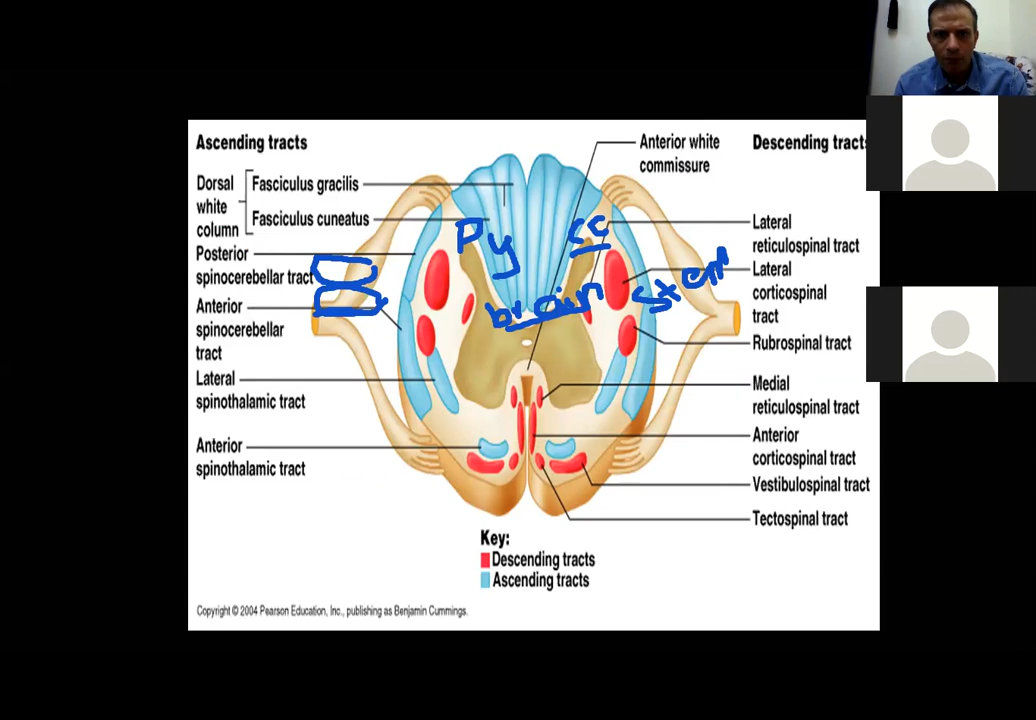 Ascending tracts
Dorsal
white
column
Fasciculus gracilis
Fasciculus cuneatus
Posterior
spinocerebellar tract
Anterior
spinocerebellar
tract
Lateral
spinothalamic tract
Anterior
spinothalamic tract
Anterior white
commissure
Descending tracts
Lateral
reticulospinal tract
Lateral
corticospinal
tract
Rubrospinal tract
Medial
reticulospinal tract
Anterior
corticospinal tract
Vestibulospinal tract
Tectospinal tract
Py
cc
brain stem
Key:
Descending tracts
Ascending tracts
Copyright © 2004 Pearson Education, Inc., publishing as Benjamin Cummings.